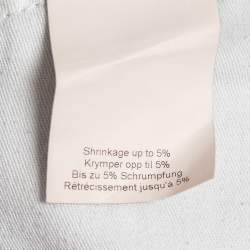 Shrinkage up to 5%
Krymper opp til 5%
Bis zu 5% Schrumpfung
Rétrécissement jusqu'a 5%